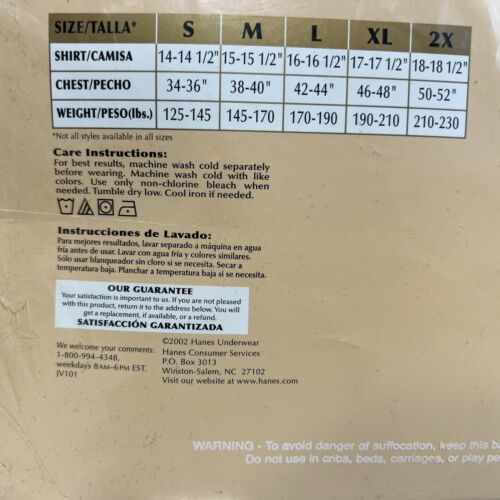 SIZE/TALLA* S M L XL 2X
SHIRT/CAMISA 14-14 1/2" 15-15 1/2" 16-16 1/2" 17-17 1/2" 18-18 1/2"
CHEST/PECHO 34-36" 38-40" 42-44" 46-48" 50-52"
WEIGHT/PESO(lbs.) 125-145 145-170 170-190 190-210 210-230
*Not all styles available in all sizes
Care Instructions:
For best results, machine wash cold separately
before wearing. Machine wash cold with like
colors. Use only non-chlorine bleach when
needed. Tumble dry low. Cool iron if needed.
Instrucciones de Lavado:
Para mejores resultados, lavar separado a máquina en agua
fría antes de usar. Lavar con agua fría y colores similares.
Sólo usar blanqueador sin cloro si se necesita. Secar a
temperatura baja. Planchar a temperatura baja si se necesita.
OUR GUARANTEE
Your satisfaction is important to us. If you are not pleased
with this product, return it to the address below. You will
get a replacement, if available, or a refund.
SATISFACCIÓN GARANTIZADA
We welcome your comments:
1-800-994-4348,
weekdays 8AM-6PM EST.
JV101
©2002 Hanes Underwear
Hanes Consumer Services
P.O. Box 3013
Winston-Salem, NC 27102
Visit our website at www.hanes.com
WARNING - To avoid danger of suffocation, keep this ba
Do not use in cribs, beds, carriages, or play pe